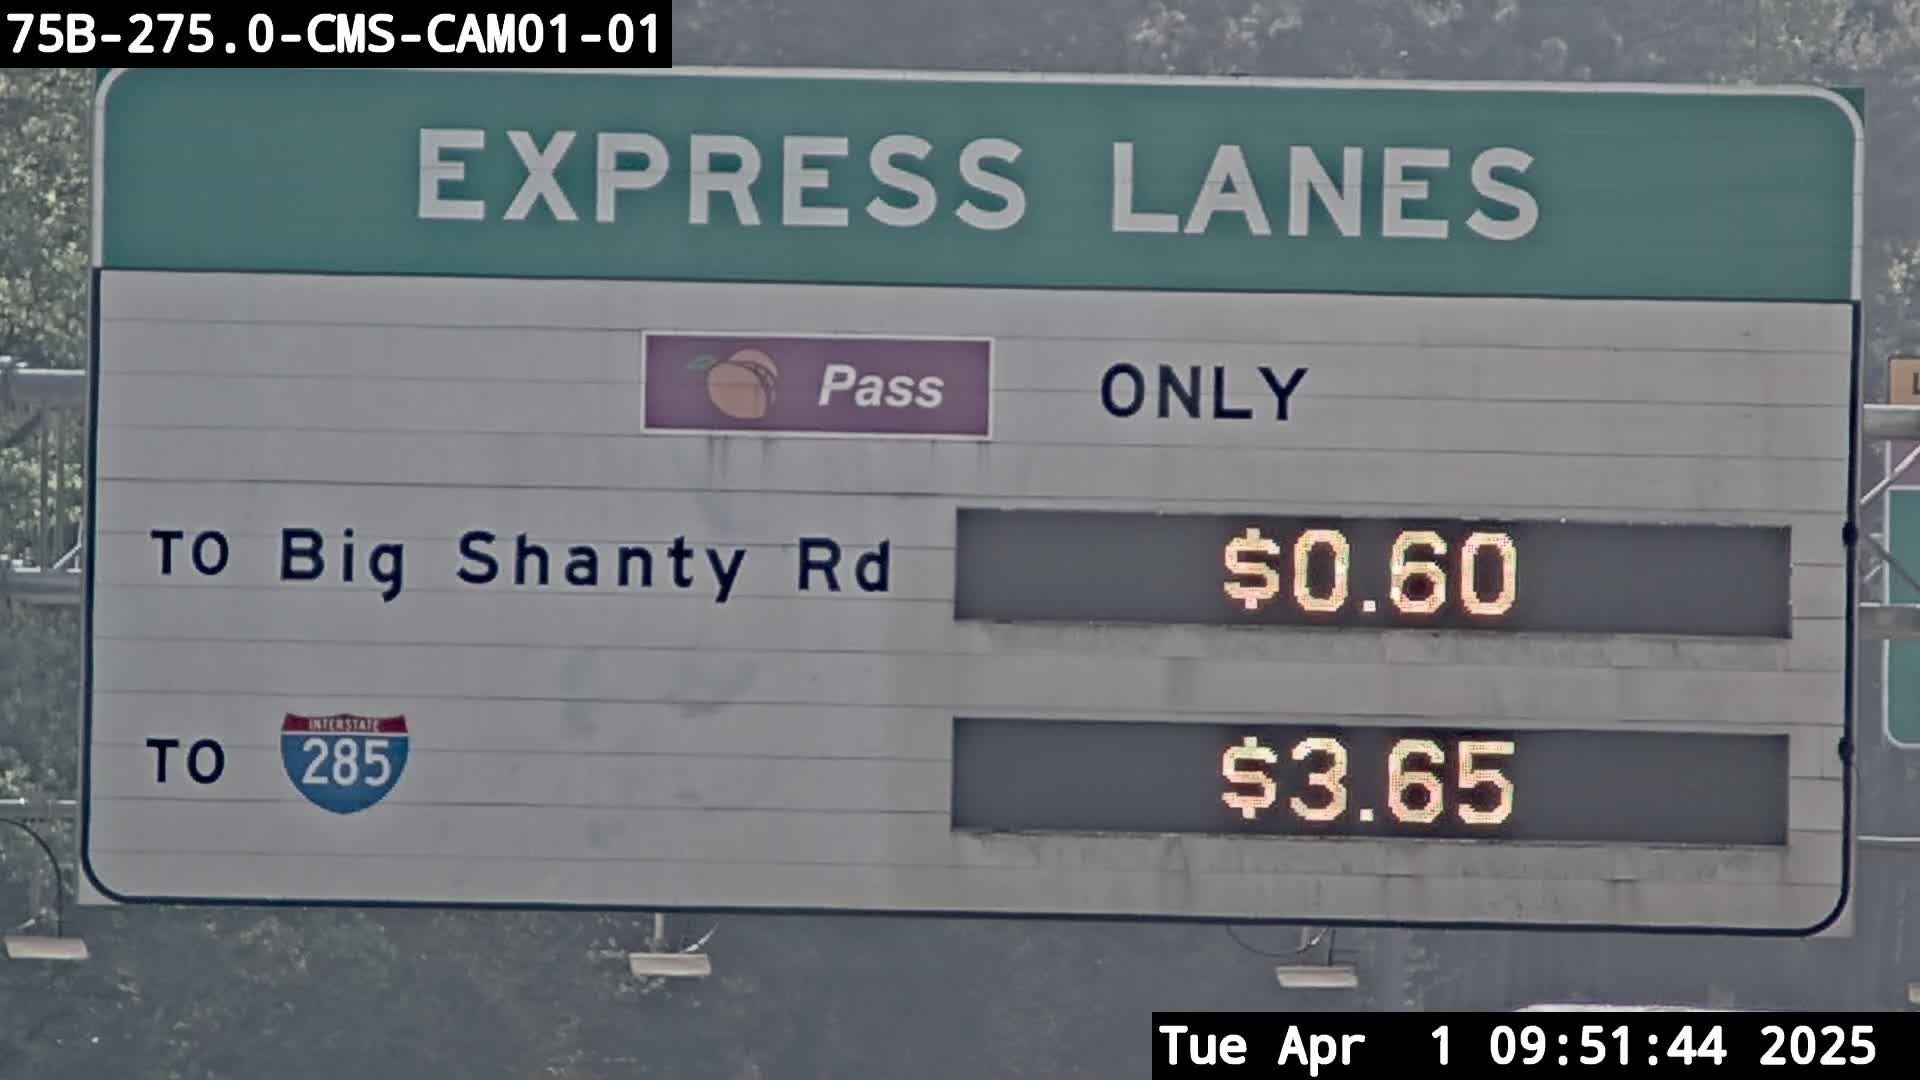 75B-275.0-CMS-CAM01-01
EXPRESS LANES
Pass ONLY
TO Big Shanty Rd $0.60
TO INTERSTATE 285 $3.65
Tue Apr 1 09:51:44 2025